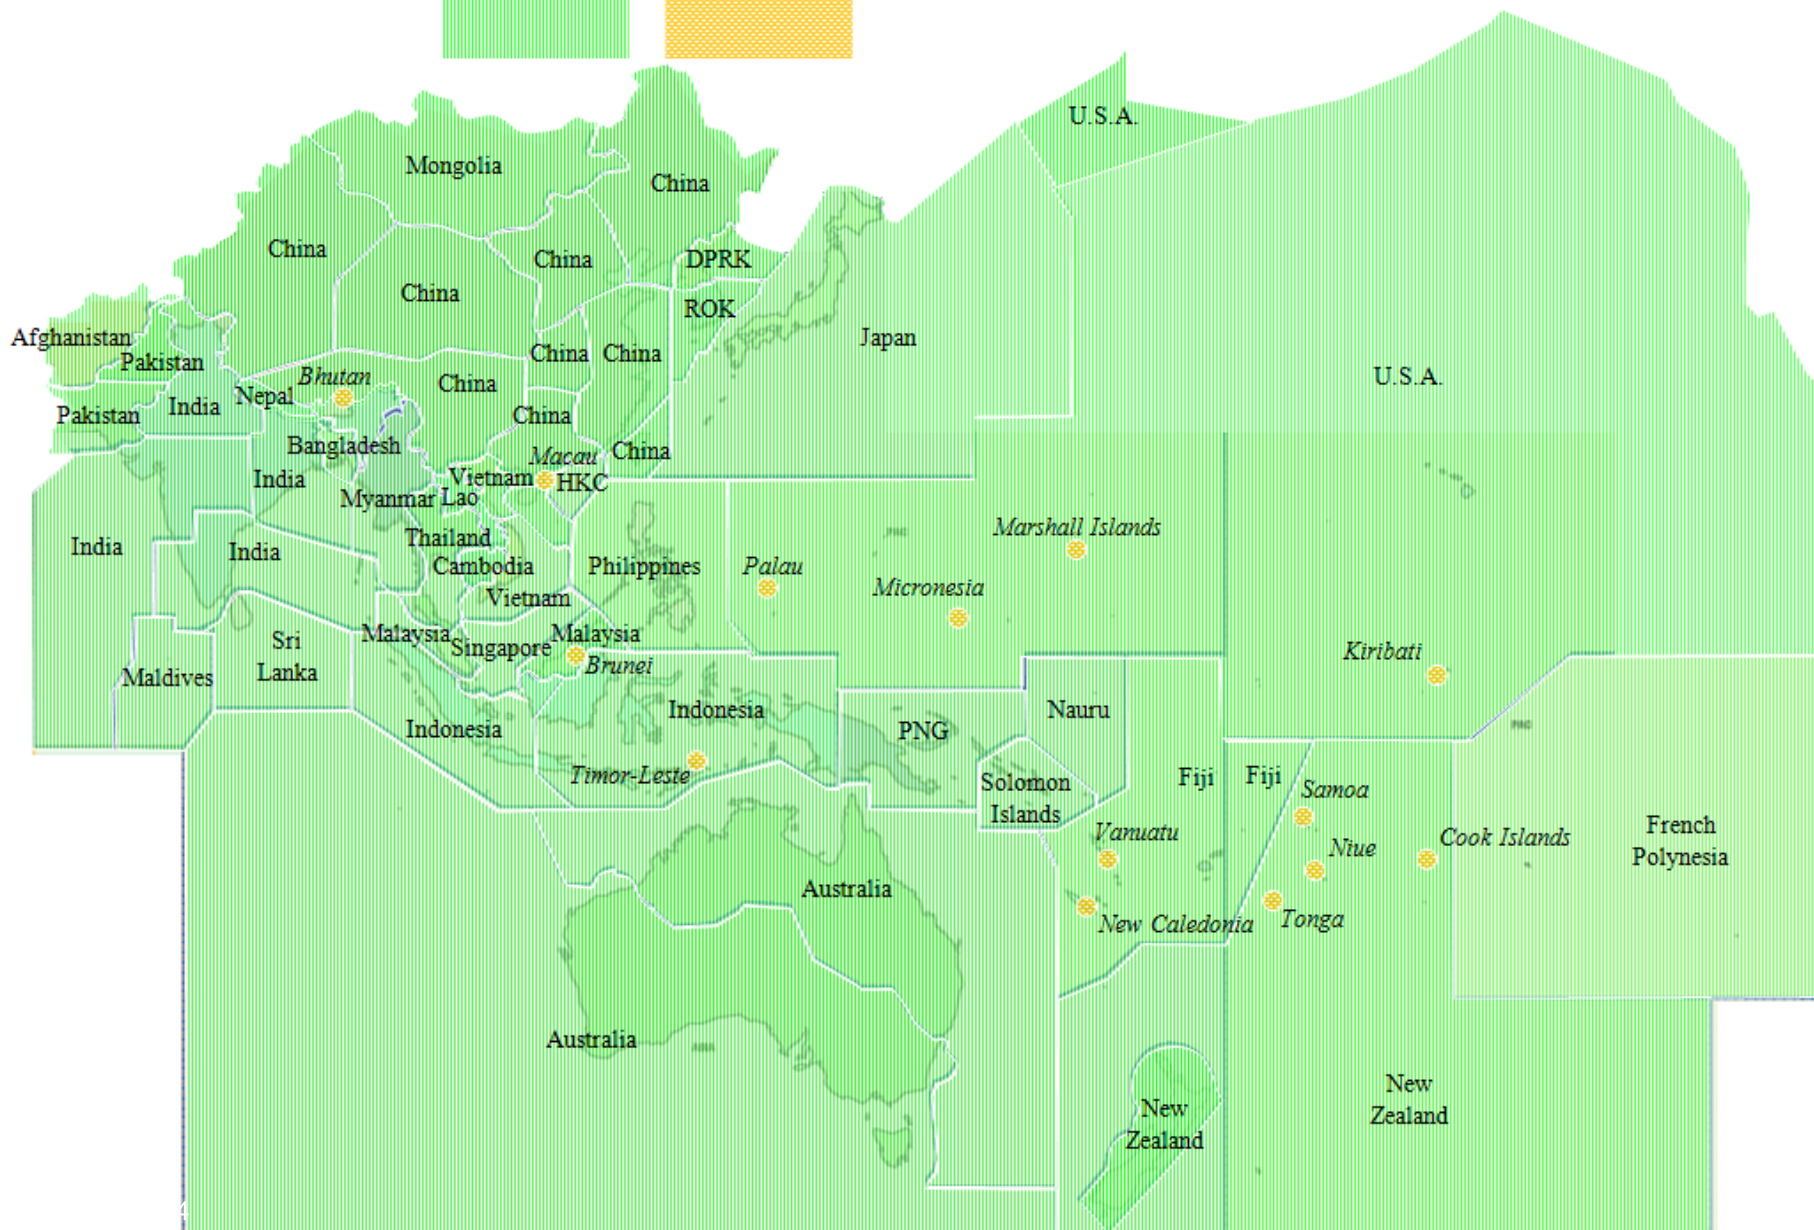 U.S.A.
Mongolia
China
China
China
DPRK
China
ROK
Afghanistan
Pakistan
China
China
Japan
Bhutan
China
U.S.A.
Nepal
India
Pakistan
China
Bangladesh
China
Macau
India
Vietnam
HKC
Myanmar
Lao
Marshall Islands
Thailand
India
India
Cambodia
Philippines
Palau
Micronesia
Vietnam
Malaysia
Malaysia
Singapore
Sri
Lanka
Kiribati
Brunei
Maldives
Indonesia
Nauru
Indonesia
PNG
Timor-Leste
Fiji
Fiji
Solomon
Islands
Samoa
Vanuatu
Niue
Cook Islands
French
Polynesia
Australia
New Caledonia
Tonga
Australia
New
Zealand
New
Zealand